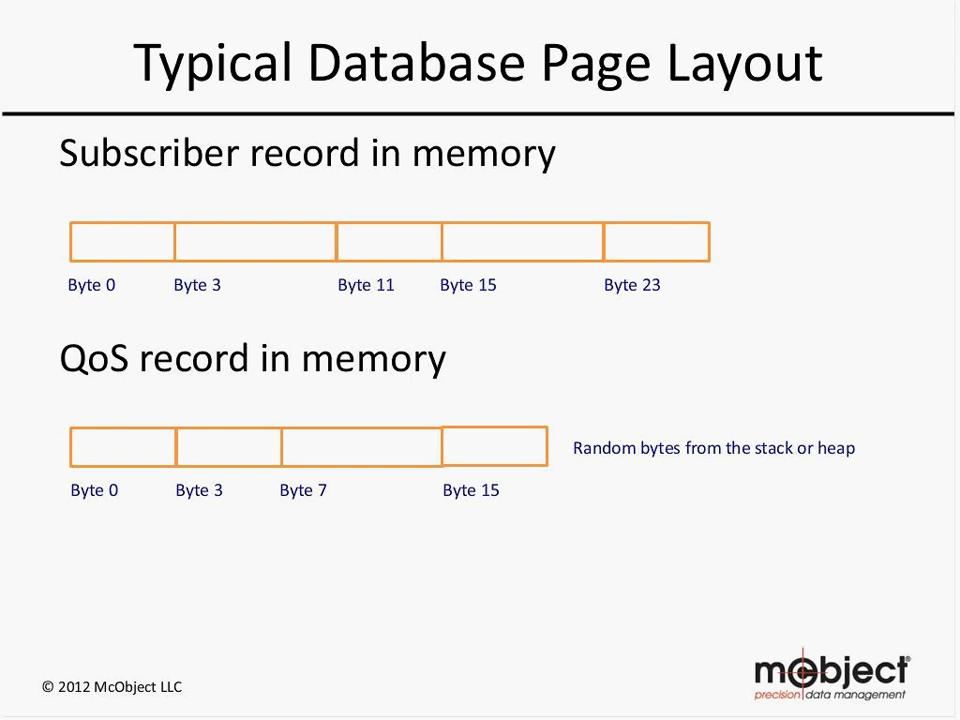 Typical Database Page Layout
Subscriber record in memory
Byte 0 Byte 3 Byte 11 Byte 15 Byte 23
QoS record in memory
Random bytes from the stack or heap
Byte 0 Byte 3 Byte 7 Byte 15
© 2012 McObject LLC
mcobject®
precision data management